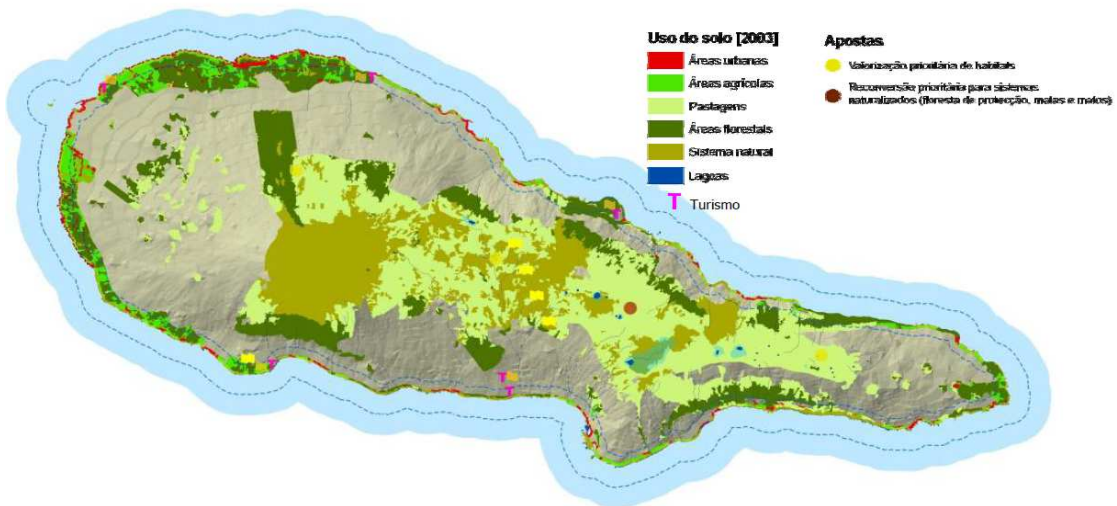 Uso do solo [2003]
Áreas urbanas
Áreas agrícolas
Pastagens
Áreas florestais
Sistema natural
Lagoas
T Turismo
Apostas
Valorização prioritária de habitats
Reconversão prioritária para sistemas
naturalizados (floresta de protecção, matas e matos)
T
T
T
T
T
T